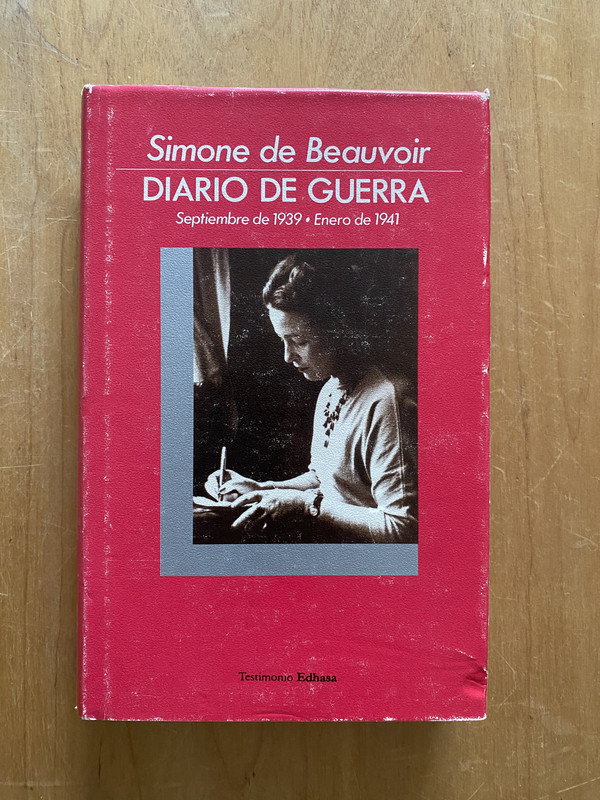 Simone de Beauvoir
DIARIO DE GUERRA
Septiembre de 1939 • Enero de 1941
Testimonio Edhasa